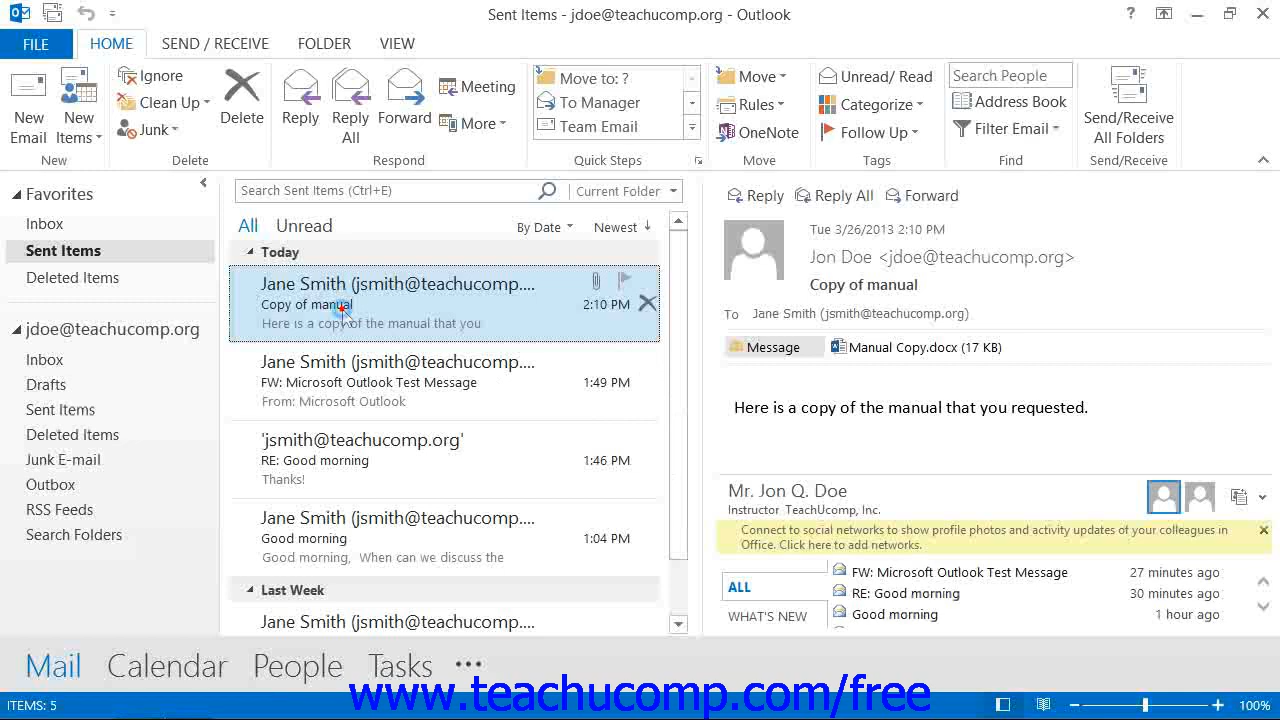 Sent Items - jdoe@teachucomp.org - Outlook
?
FILE HOME SEND / RECEIVE FOLDER VIEW
New Email
New Items
Ignore
Clean Up
Junk
Delete
Reply
Reply All
Forward
Meeting
More
Move to: ?
To Manager
Team Email
Move
Rules
OneNote
Unread/ Read
Categorize
Follow Up
Search People
Address Book
Filter Email
Send/Receive All Folders
New Delete Respond Quick Steps Move Tags Find Send/Receive
Favorites
Inbox
Sent Items
Deleted Items
jdoe@teachucomp.org
Inbox
Drafts
Sent Items
Deleted Items
Junk E-mail
Outbox
RSS Feeds
Search Folders
Search Sent Items (Ctrl+E) Current Folder
All Unread By Date Newest
Today
Jane Smith (jsmith@teachucomp....
Copy of manual 2:10 PM
Here is a copy of the manual that you
Jane Smith (jsmith@teachucomp....
FW: Microsoft Outlook Test Message 1:49 PM
From: Microsoft Outlook
'jsmith@teachucomp.org'
RE: Good morning 1:46 PM
Thanks!
Jane Smith (jsmith@teachucomp....
Good morning 1:04 PM
Good morning, When can we discuss the
Last Week
Jane Smith (jsmith@teachucomp....
Reply Reply All Forward
Tue 3/26/2013 2:10 PM
Jon Doe <jdoe@teachucomp.org>
Copy of manual
To Jane Smith (jsmith@teachucomp.org)
Message Manual Copy.docx (17 KB)
Here is a copy of the manual that you requested.
Mr. Jon Q. Doe
Instructor TeachUcomp, Inc.
Connect to social networks to show profile photos and activity updates of your colleagues in
Office. Click here to add networks.
ALL
WHAT'S NEW
FW: Microsoft Outlook Test Message 27 minutes ago
RE: Good morning 30 minutes ago
Good morning 1 hour ago
Mail Calendar People Tasks •••
www.teachucomp.com/free
ITEMS: 5 100%